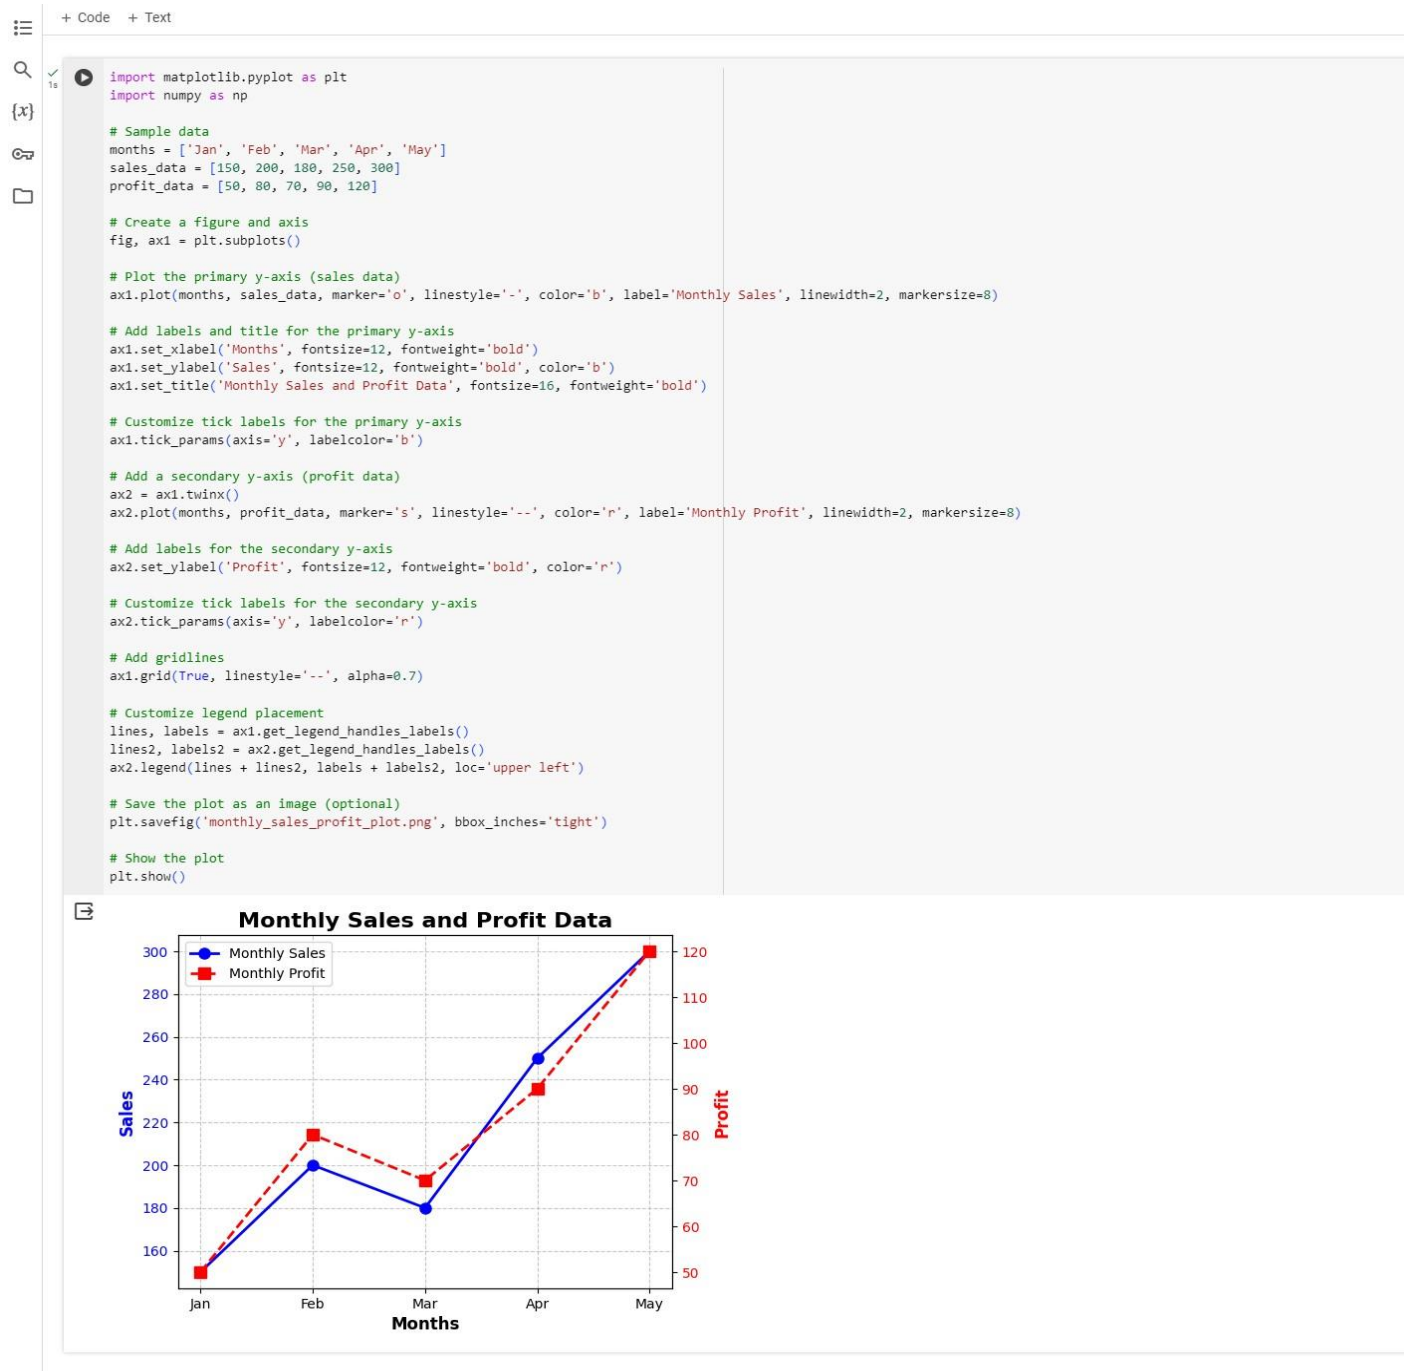 + Code + Text
{x}
1s
import matplotlib.pyplot as plt
import numpy as np
# Sample data
months = ['Jan', 'Feb', 'Mar', 'Apr', 'May']
sales_data = [150, 200, 180, 250, 300]
profit_data = [50, 80, 70, 90, 120]
# Create a figure and axis
fig, ax1 = plt.subplots()
# Plot the primary y-axis (sales data)
ax1.plot(months, sales_data, marker='o', linestyle='-', color='b', label='Monthly Sales', linewidth=2, markersize=8)
# Add labels and title for the primary y-axis
ax1.set_xlabel('Months', fontsize=12, fontweight='bold')
ax1.set_ylabel('Sales', fontsize=12, fontweight='bold', color='b')
ax1.set_title('Monthly Sales and Profit Data', fontsize=16, fontweight='bold')
# Customize tick labels for the primary y-axis
ax1.tick_params(axis='y', labelcolor='b')
# Add a secondary y-axis (profit data)
ax2 = ax1.twinx()
ax2.plot(months, profit_data, marker='s', linestyle='--', color='r', label='Monthly Profit', linewidth=2, markersize=8)
# Add labels for the secondary y-axis
ax2.set_ylabel('Profit', fontsize=12, fontweight='bold', color='r')
# Customize tick labels for the secondary y-axis
ax2.tick_params(axis='y', labelcolor='r')
# Add gridlines
ax1.grid(True, linestyle='--', alpha=0.7)
# Customize legend placement
lines, labels = ax1.get_legend_handles_labels()
lines2, labels2 = ax2.get_legend_handles_labels()
ax2.legend(lines + lines2, labels + labels2, loc='upper left')
# Save the plot as an image (optional)
plt.savefig('monthly_sales_profit_plot.png', bbox_inches='tight')
# Show the plot
plt.show()
Monthly Sales and Profit Data
Monthly Sales
Monthly Profit
300
280
260
240
220
200
180
160
Sales
120
110
100
90
80
70
60
50
Profit
Jan Feb Mar Apr May
Months